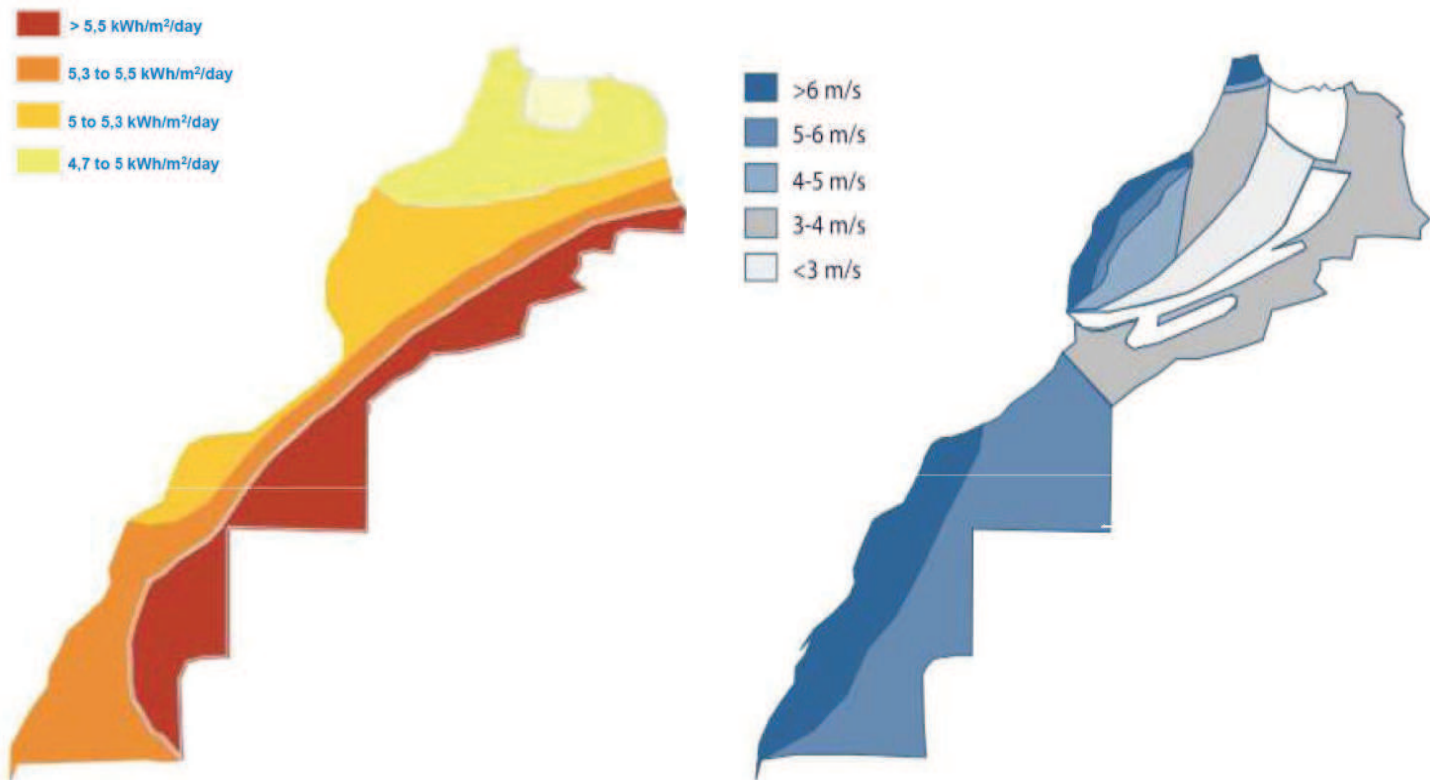 > 5,5 kWh/m²/day
5,3 to 5,5 kWh/m²/day
5 to 5,3 kWh/m²/day
4,7 to 5 kWh/m²/day
>6 m/s
5-6 m/s
4-5 m/s
3-4 m/s
<3 m/s